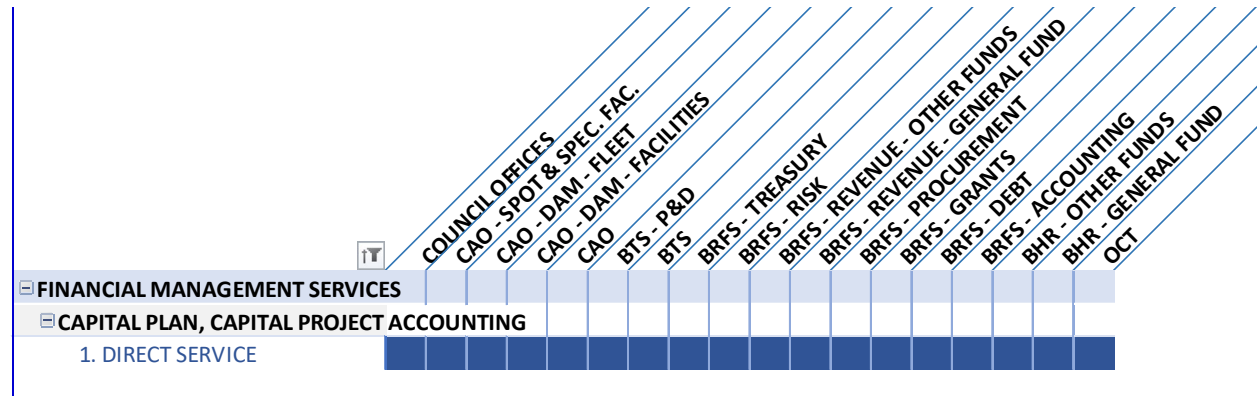 COUNCIL OFFICES
CAO - SPOT & SPEC. FAC.
CAO - DAM - FLEET
CAO - DAM - FACILITIES
CAO
BTS - P&D
BTS
BRFS - TREASURY
BRFS - RISK
BRFS - REVENUE - OTHER FUNDS
BRFS - REVENUE - GENERAL FUND
BRFS - PROCUREMENT
BRFS - GRANTS
BRFS - DEBT
BRFS - ACCOUNTING
BHR - OTHER FUNDS
BHR - GENERAL FUND
OCT
FINANCIAL MANAGEMENT SERVICES
CAPITAL PLAN, CAPITAL PROJECT ACCOUNTING
1. DIRECT SERVICE